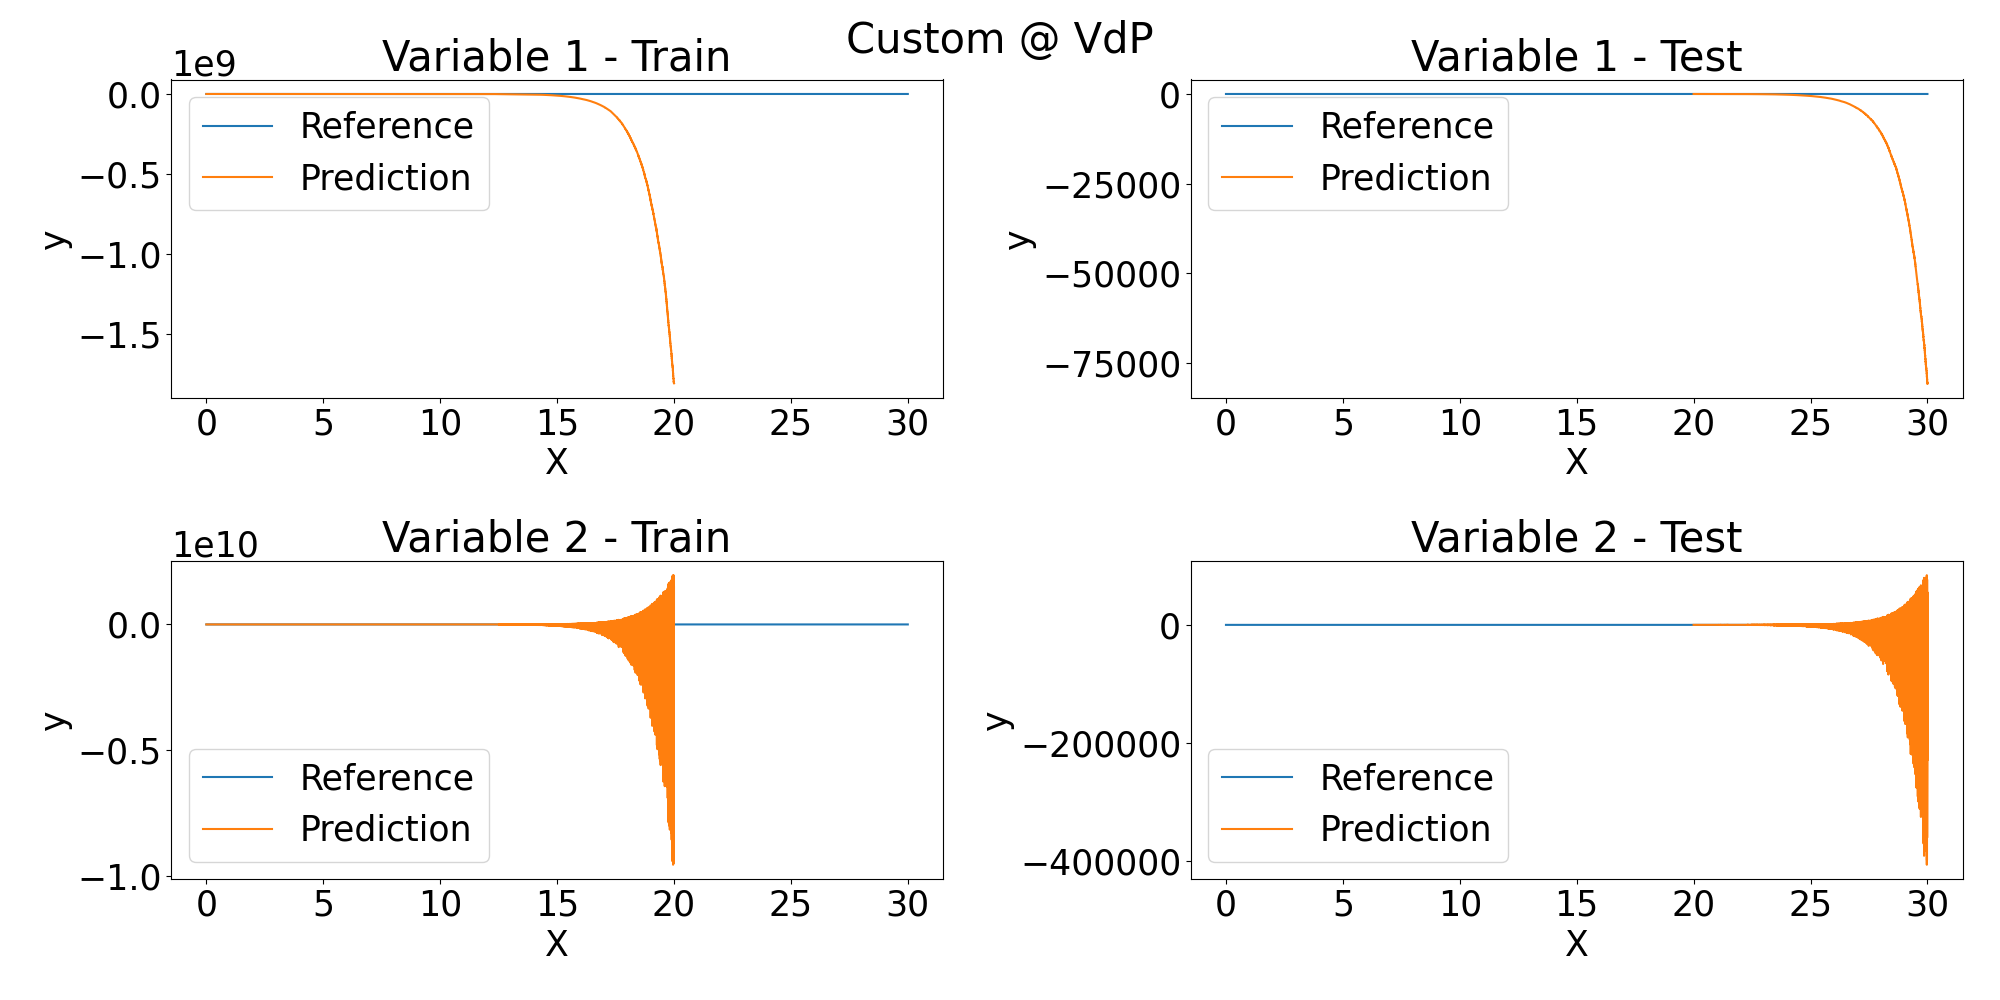 Custom @ VdP
Variable 1 - Train
1e9
0.0
−0.5
−1.0
−1.5
y
Reference
Prediction
0 5 10 15 20 25 30
X
Variable 1 - Test
0
−25000
−50000
−75000
y
Reference
Prediction
0 5 10 15 20 25 30
X
Variable 2 - Train
1e10
0.0
−0.5
−1.0
y
Reference
Prediction
0 5 10 15 20 25 30
X
Variable 2 - Test
0
−200000
−400000
y
Reference
Prediction
0 5 10 15 20 25 30
X